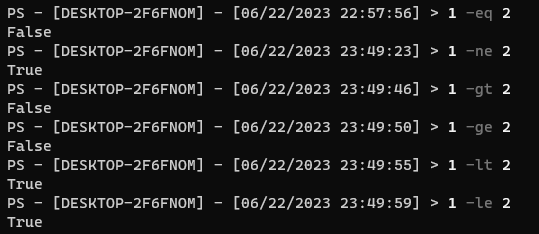 PS - [DESKTOP-2F6FNOM] - [06/22/2023 22:57:56] > 1 -eq 2
False
PS - [DESKTOP-2F6FNOM] - [06/22/2023 23:49:23] > 1 -ne 2
True
PS - [DESKTOP-2F6FNOM] - [06/22/2023 23:49:46] > 1 -gt 2
False
PS - [DESKTOP-2F6FNOM] - [06/22/2023 23:49:50] > 1 -ge 2
False
PS - [DESKTOP-2F6FNOM] - [06/22/2023 23:49:55] > 1 -lt 2
True
PS - [DESKTOP-2F6FNOM] - [06/22/2023 23:49:59] > 1 -le 2
True